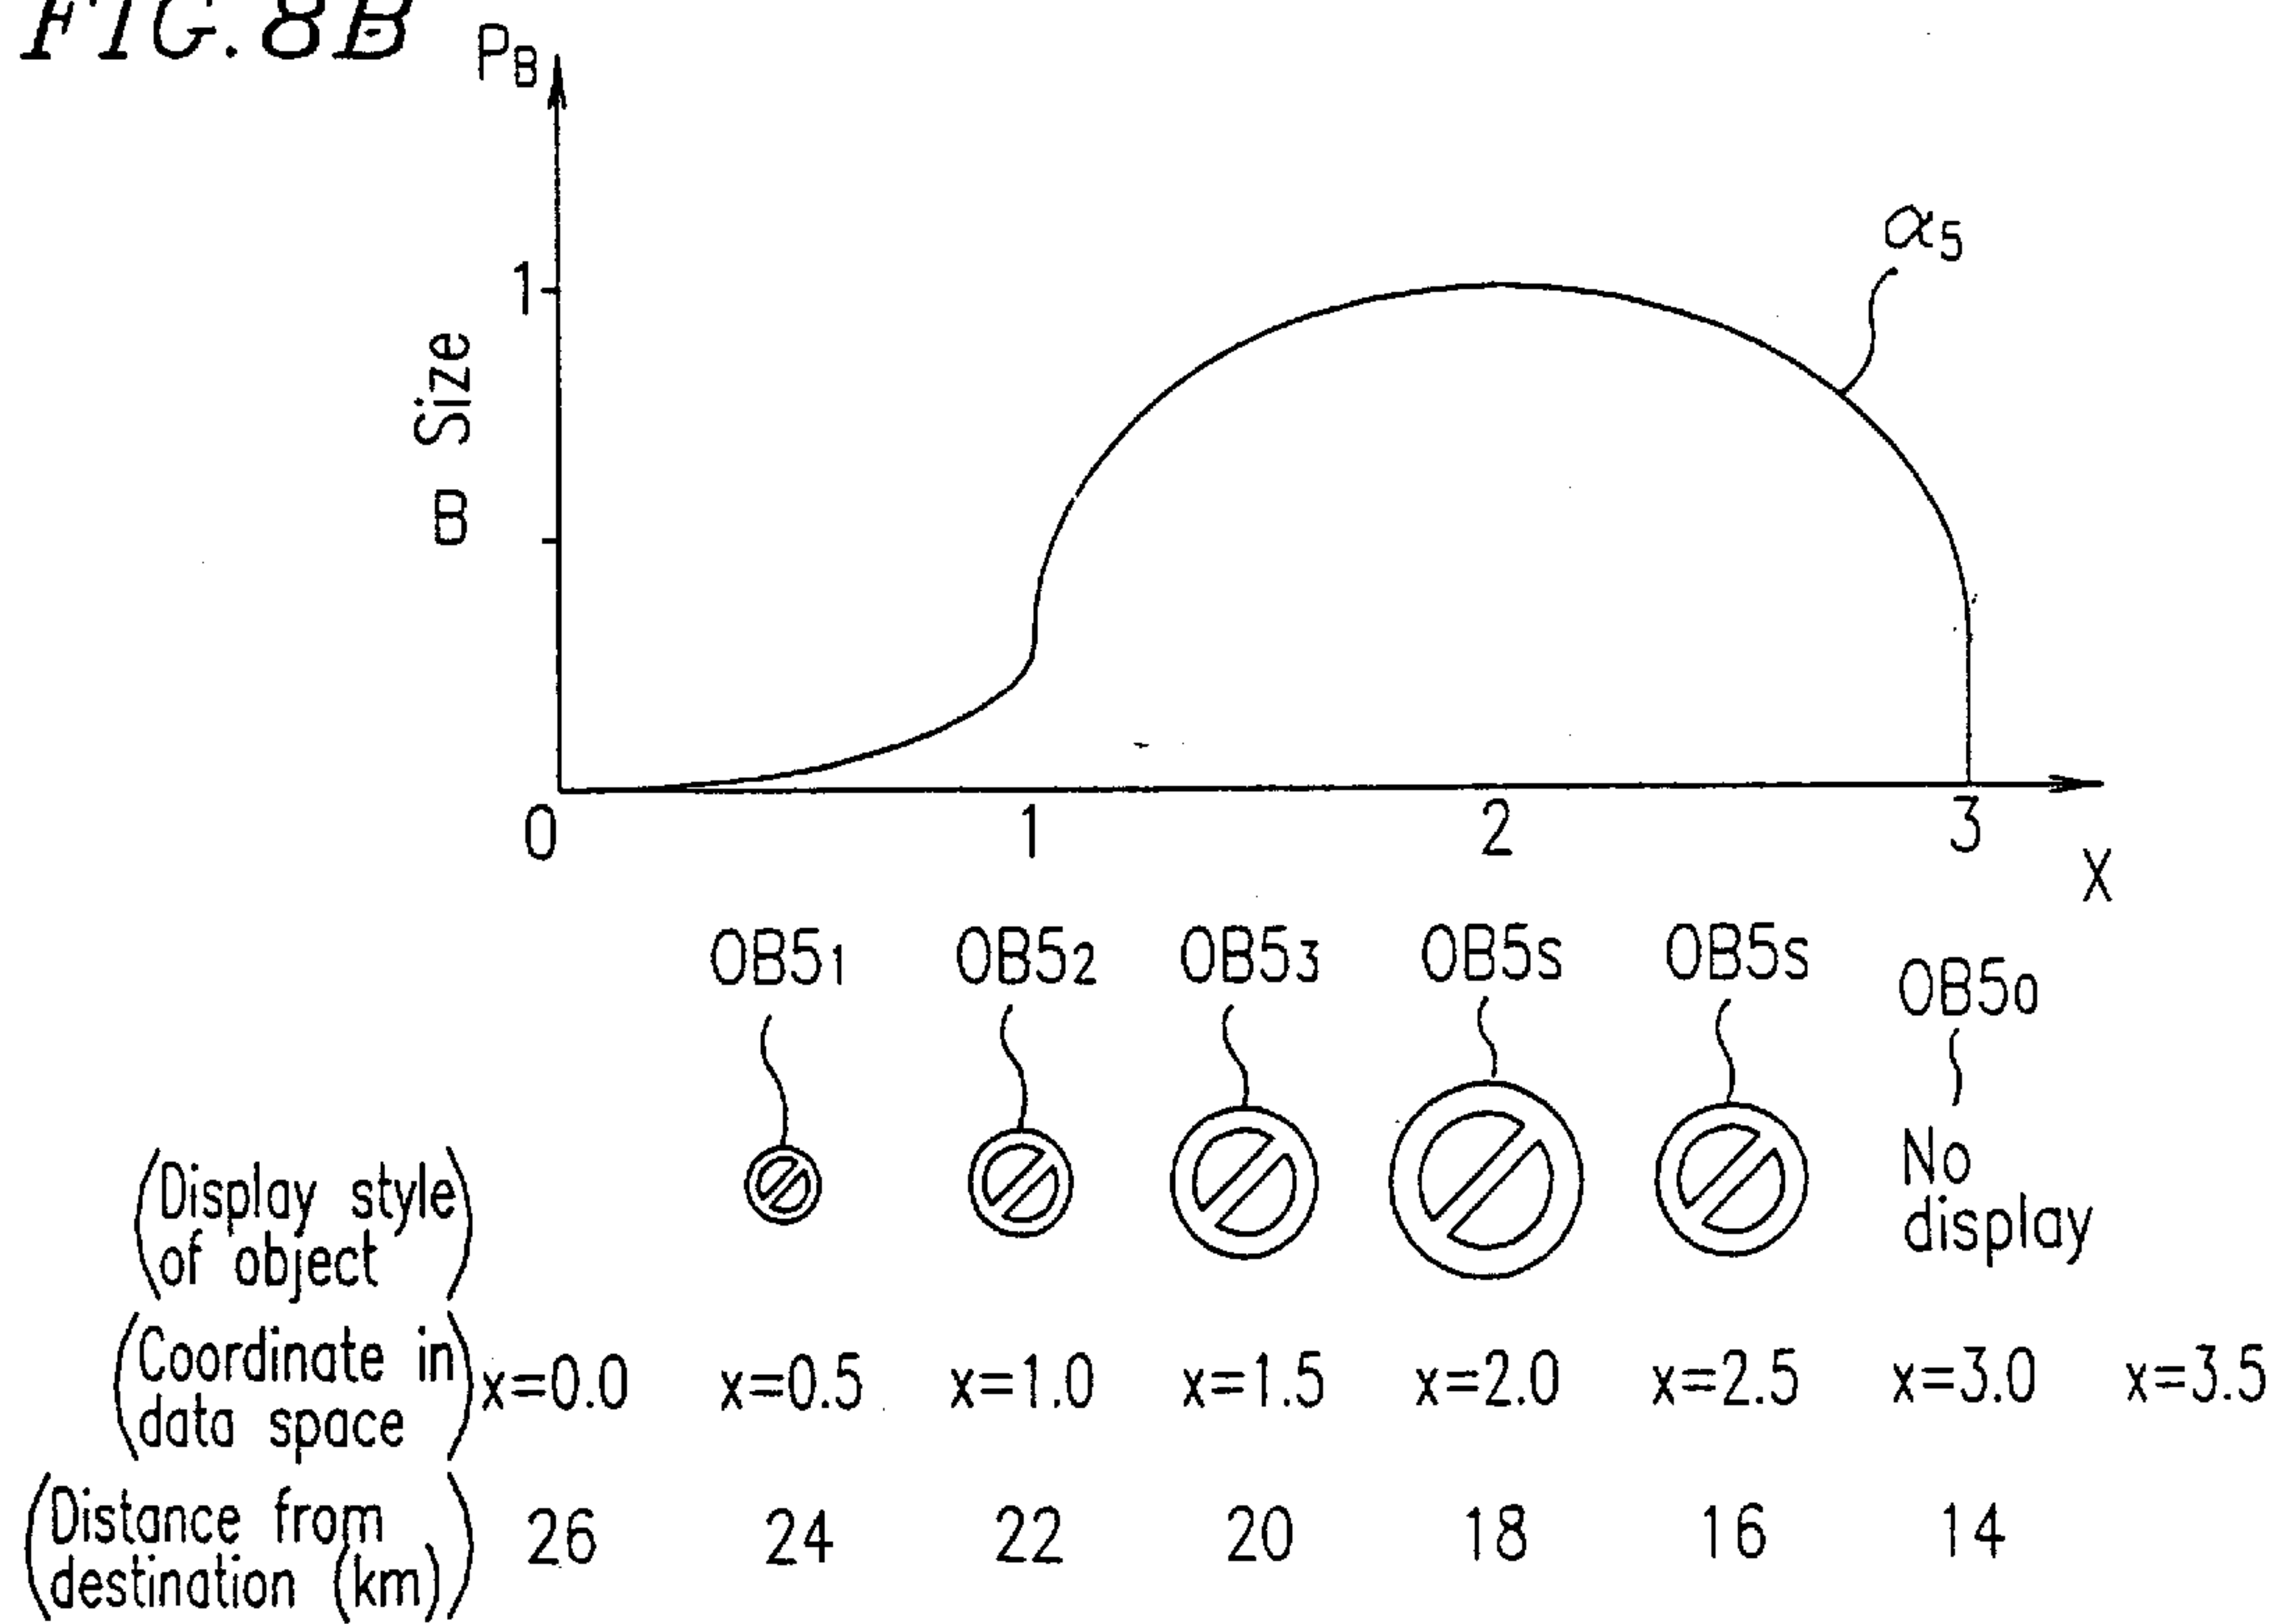 FIG. 8B
PB
1
B Size
α5
0 1 2 3
X
OB51 OB52 OB53 OB5s OB5s OB50
(Display style of object)
No display
(Coordinate in data space)
x=0.0 x=0.5 x=1.0 x=1.5 x=2.0 x=2.5 x=3.0 x=3.5
(Distance from destination (km))
26 24 22 20 18 16 14